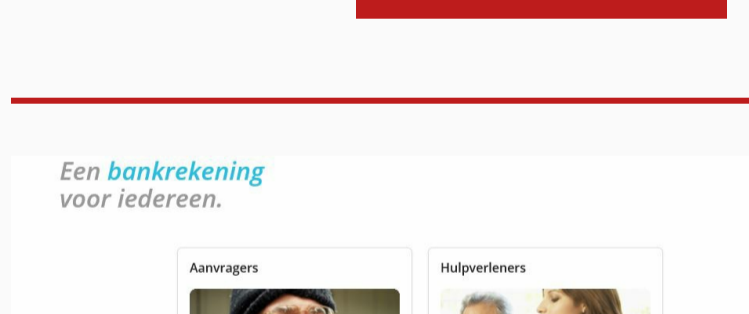 Een bankrekening
voor iedereen.
Aanvragers
Hulpverleners